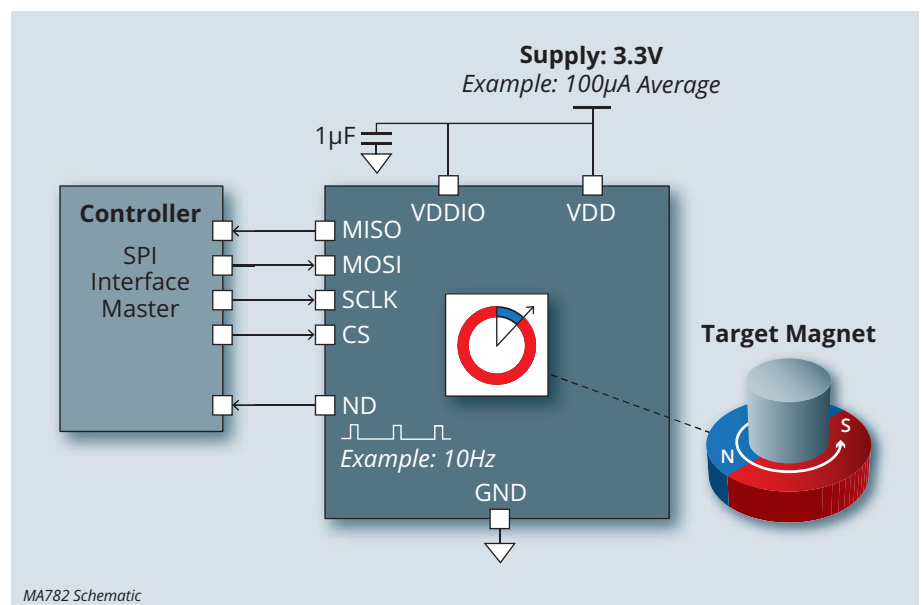 Supply: 3.3V
Example: 100µA Average
1µF
Controller
SPI
Interface
Master
VDDIO
VDD
MISO
MOSI
SCLK
CS
ND
Example: 10Hz
GND
Target Magnet
N
S
MA782 Schematic